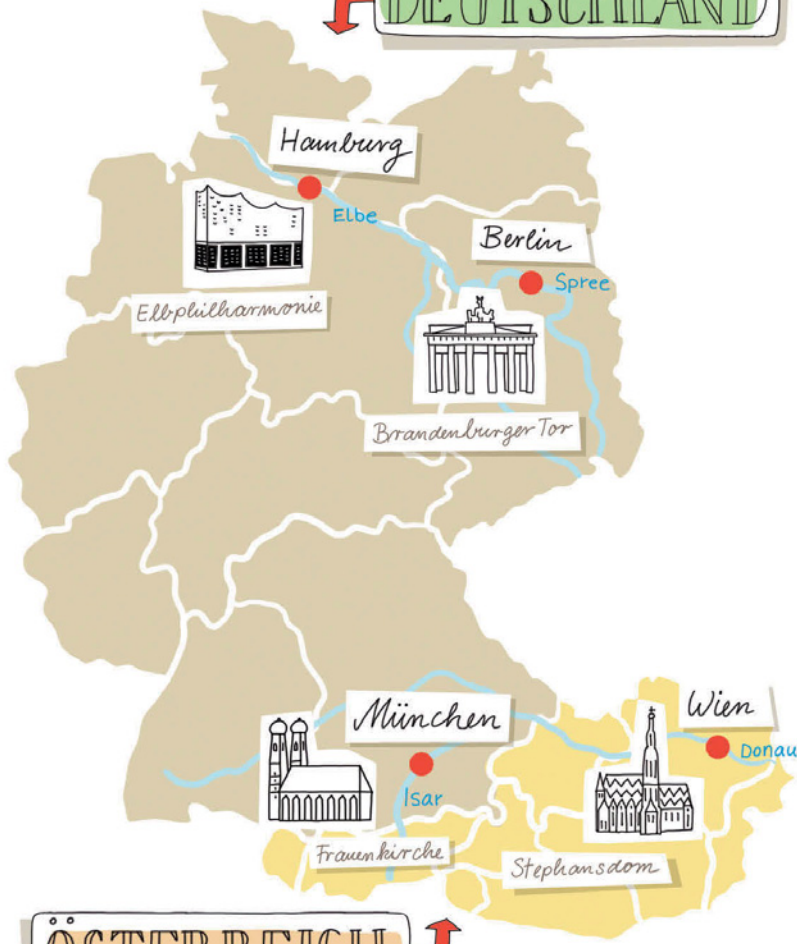 DEUTSCHLAND
Hamburg
Elbe
Berlin
Spree
Elbphilharmonie
Brandenburger Tor
München
Wien
Donau
Isar
Frauenkirche
Stephansdom
ÖSTERREICH